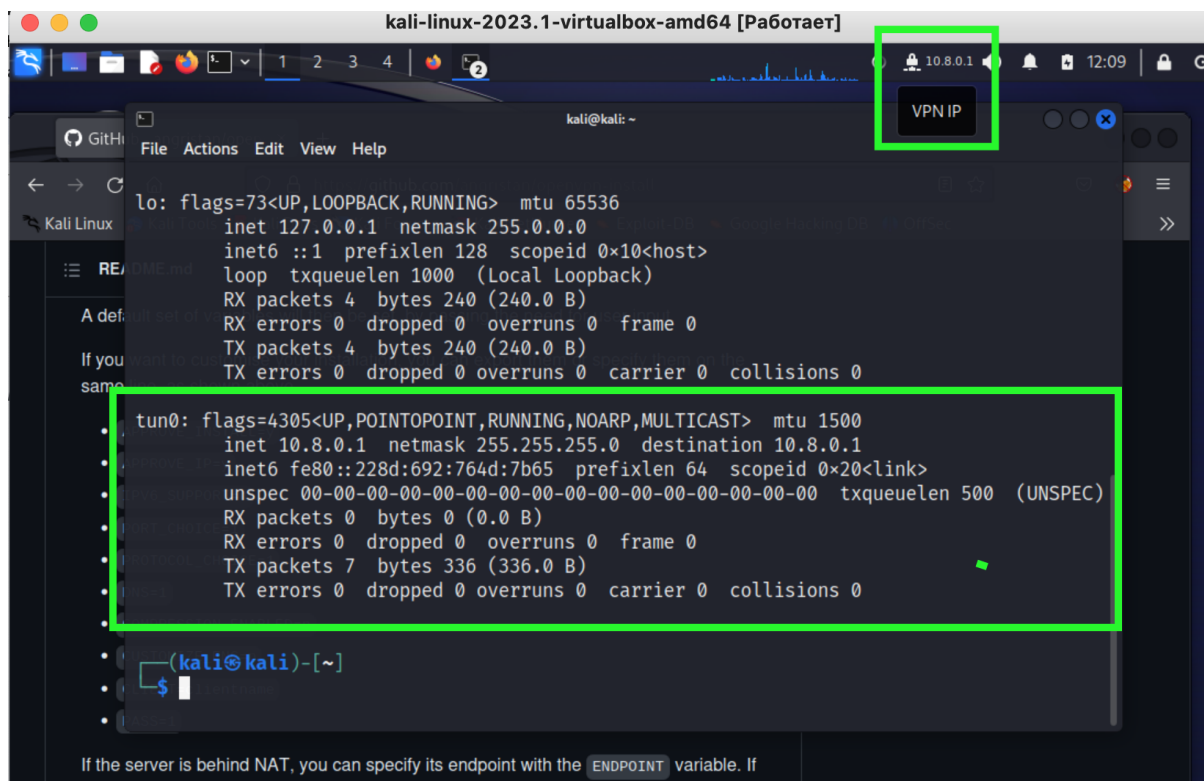 kali-linux-2023.1-virtualbox-amd64 [Работает]
1 2 3 4 2 10.8.0.1 12:09
VPN IP
kali@kali: ~
GitH
File Actions Edit View Help
Kali Linux
lo: flags=73<UP,LOOPBACK,RUNNING> mtu 65536
inet 127.0.0.1 netmask 255.0.0.0
inet6 ::1 prefixlen 128 scopeid 0×10<host>
loop txqueuelen 1000 (Local Loopback)
RX packets 4 bytes 240 (240.0 B)
RX errors 0 dropped 0 overruns 0 frame 0
TX packets 4 bytes 240 (240.0 B)
TX errors 0 dropped 0 overruns 0 carrier 0 collisions 0
README.md
A default set of
If you want to
same
tun0: flags=4305<UP,POINTOPOINT,RUNNING,NOARP,MULTICAST> mtu 1500
inet 10.8.0.1 netmask 255.255.255.0 destination 10.8.0.1
inet6 fe80::228d:692:764d:7b65 prefixlen 64 scopeid 0×20<link>
unspec 00-00-00-00-00-00-00-00-00-00-00-00-00-00-00-00 txqueuelen 500 (UNSPEC)
RX packets 0 bytes 0 (0.0 B)
RX errors 0 dropped 0 overruns 0 frame 0
TX packets 7 bytes 336 (336.0 B)
TX errors 0 dropped 0 overruns 0 carrier 0 collisions 0
(kali㉿kali)-[~]
$
If the server is behind NAT, you can specify its endpoint with the ENDPOINT variable. If